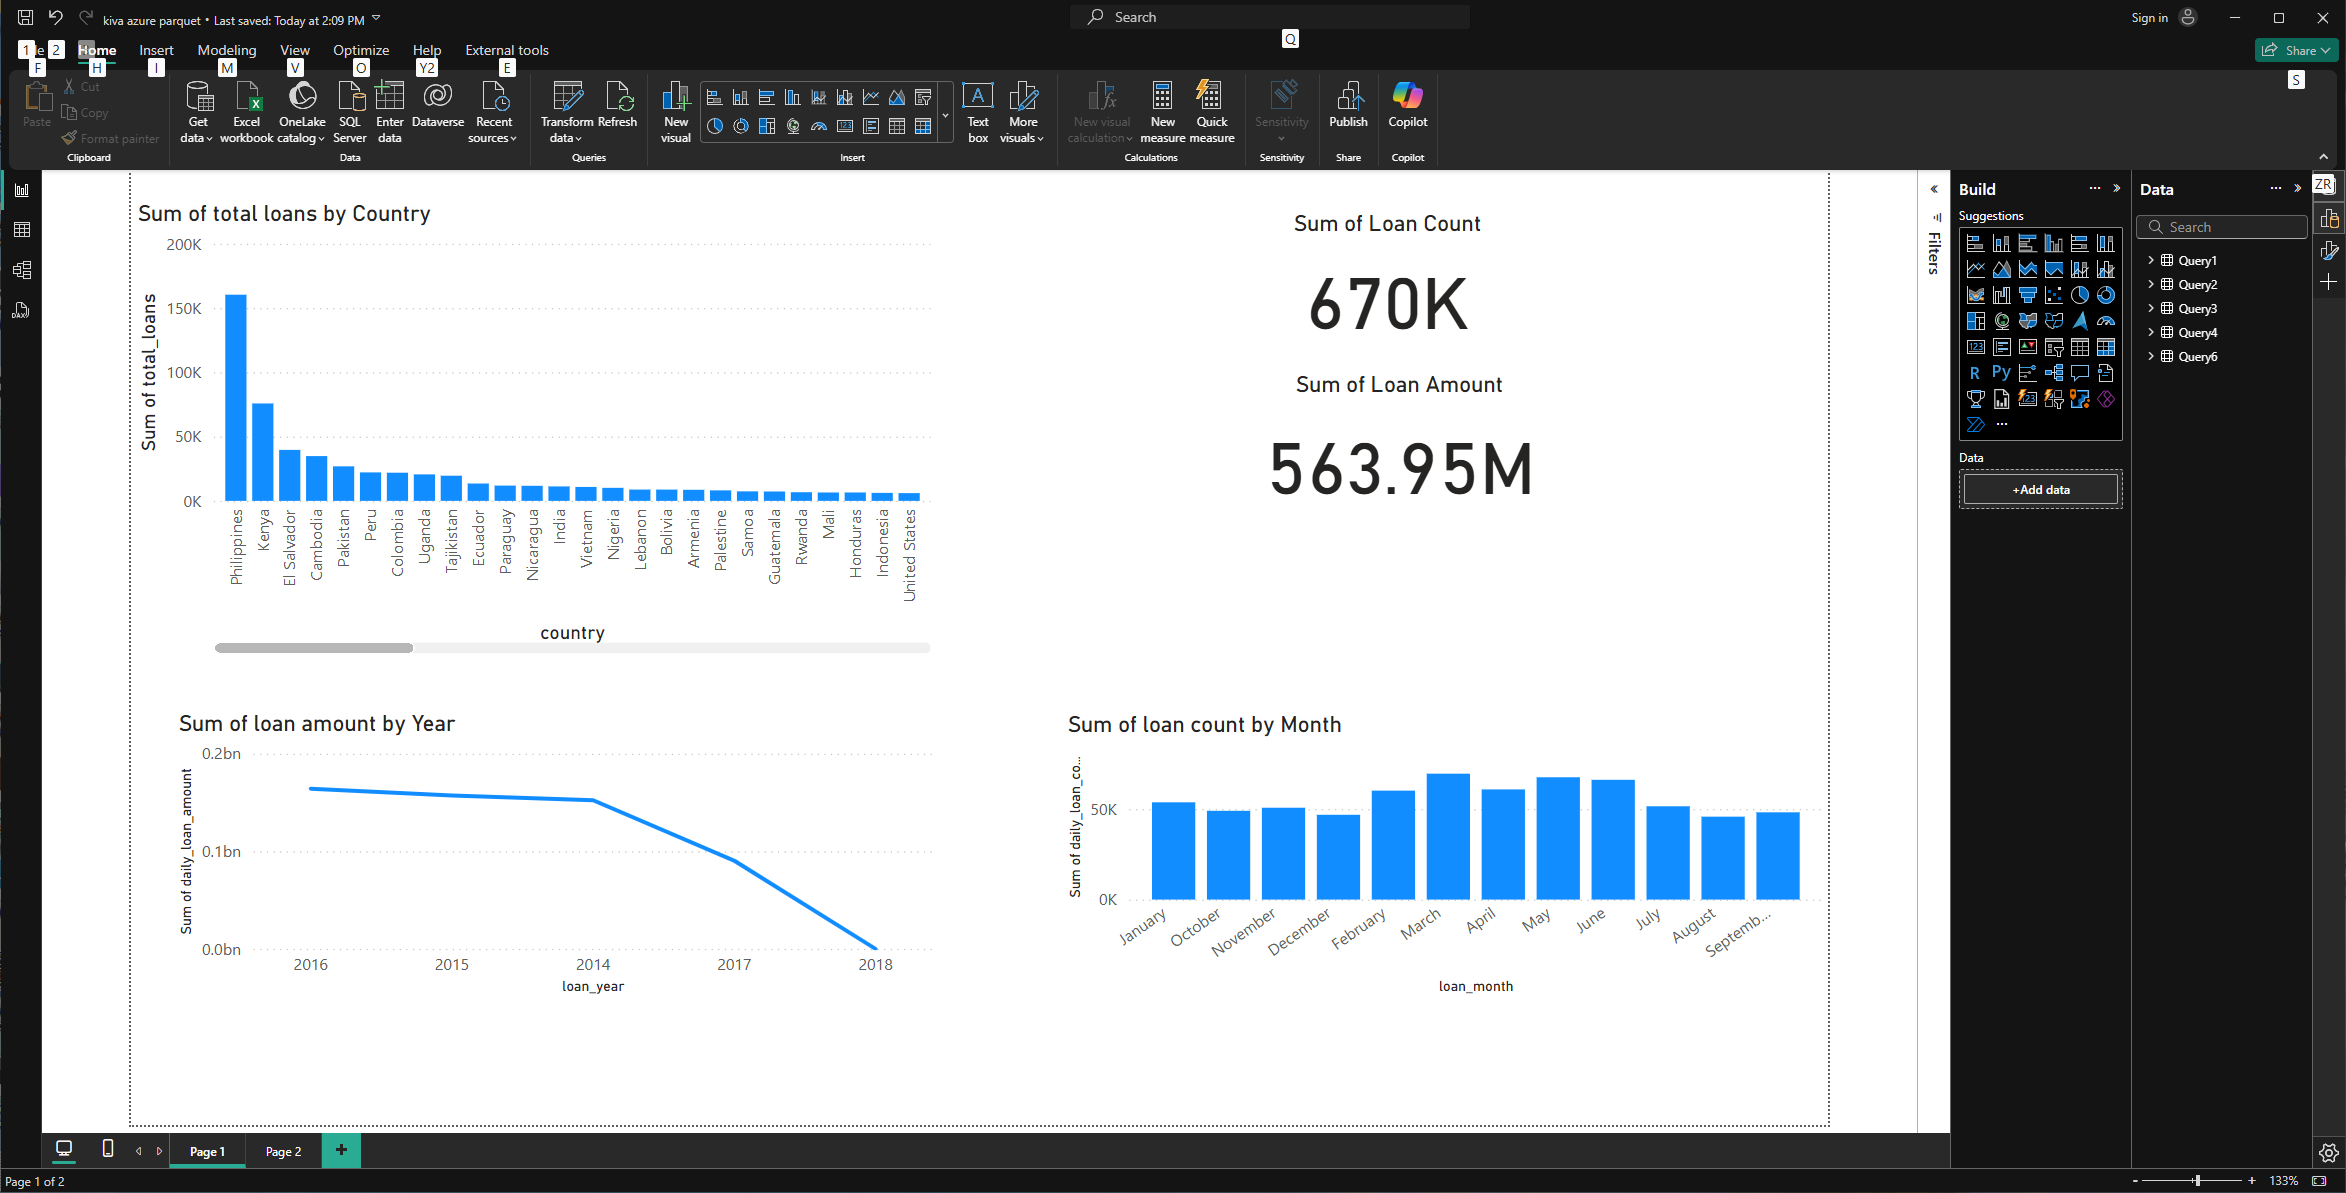 kiva azure parquet • Last saved: Today at 2:09 PM
Search
Sign in
Q
1 le 2 Home Insert Modeling View Optimize Help External tools
Share
F H I M V O Y2 E
S
Paste
Cut
Copy
Format painter
Clipboard
Get data
Excel workbook
OneLake catalog
SQL Server
Enter data
Dataverse
Recent sources
Data
Transform data
Refresh
Queries
New visual
Text box
More visuals
Insert
New visual calculation
New measure
Quick measure
Calculations
Sensitivity
Sensitivity
Publish
Share
Copilot
Copilot
DAX
Sum of total loans by Country
200K
150K
100K
50K
0K
Sum of total_loans
Philippines
Kenya
El Salvador
Cambodia
Pakistan
Peru
Colombia
Uganda
Tajikistan
Ecuador
Paraguay
Nicaragua
India
Vietnam
Nigeria
Lebanon
Bolivia
Armenia
Palestine
Samoa
Guatemala
Rwanda
Mali
Honduras
Indonesia
United States
country
Sum of Loan Count
670K
Sum of Loan Amount
563.95M
Sum of loan amount by Year
0.2bn
0.1bn
0.0bn
Sum of daily_loan_amount
2016 2015 2014 2017 2018
loan_year
Sum of loan count by Month
50K
0K
Sum of daily_loan_co...
January
October
November
December
February
March
April
May
June
July
August
Septemb...
loan_month
Filters
Build
Suggestions
123
R Py
123
Data
+Add data
Data
ZR
Search
Query1
Query2
Query3
Query4
Query6
Page 1
Page 2
+
Page 1 of 2
- + 133%